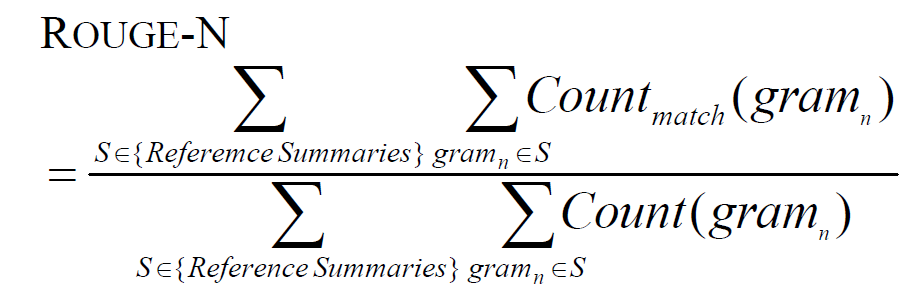 ROUGE-N
∑ ∑ Count_match(gram_n)
S∈{Referemce Summaries} gram_n∈S
=
∑ ∑ Count(gram_n)
S∈{Reference Summaries} gram_n∈S